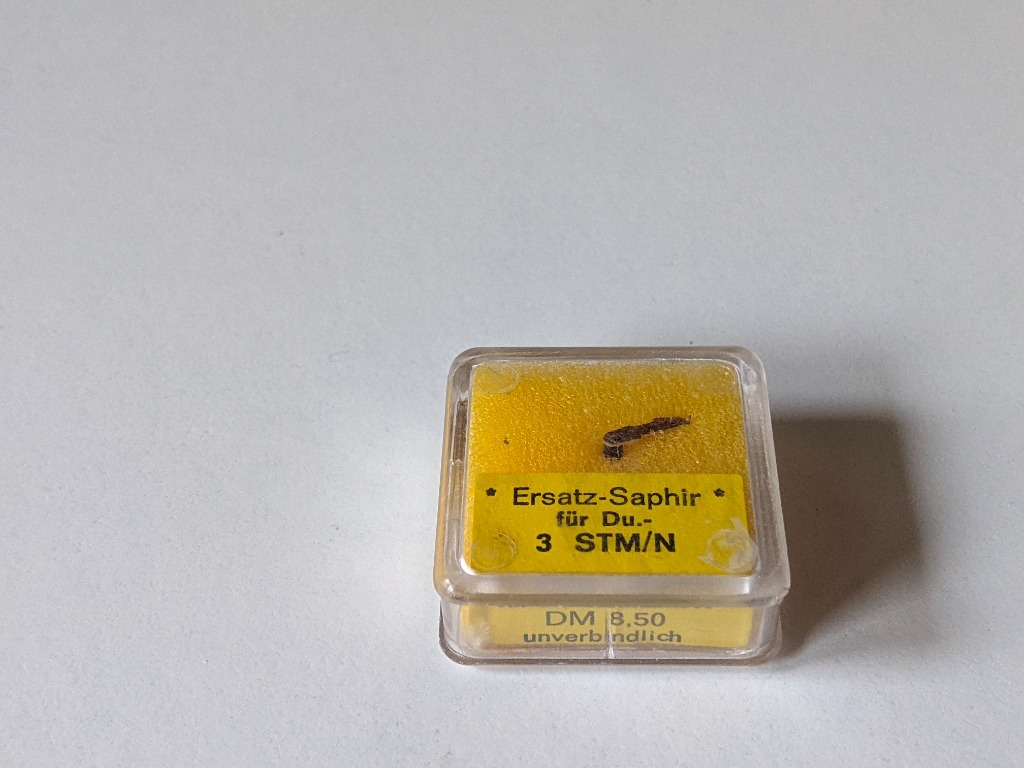 * Ersatz-Saphir *
für Du.-
3 STM/N
DM 8,50
unverbindlich